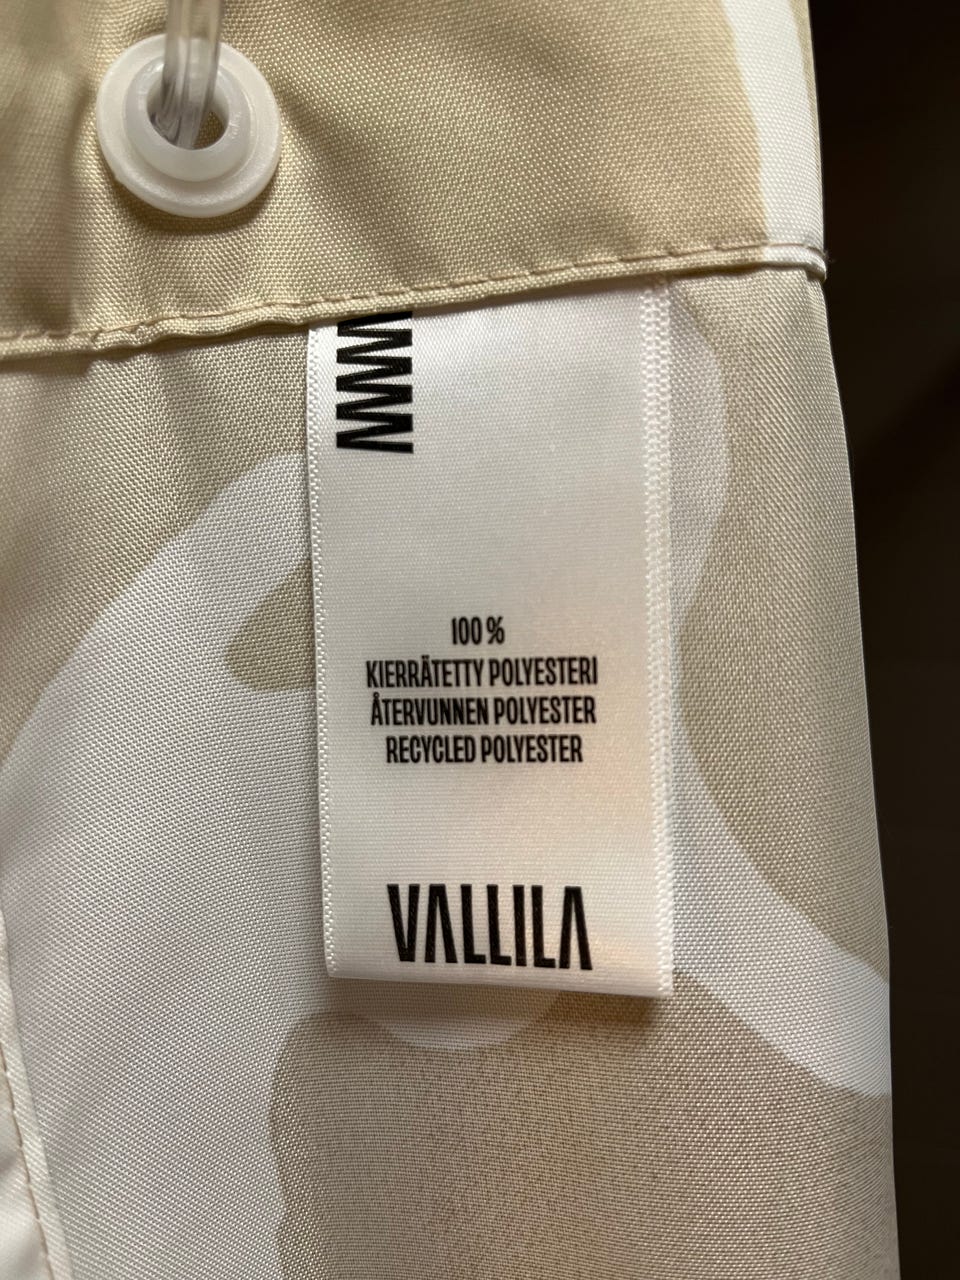 100 %
KIERRÄTETTY POLYESTERI
ÅTERVUNNEN POLYESTER
RECYCLED POLYESTER
VALLILA